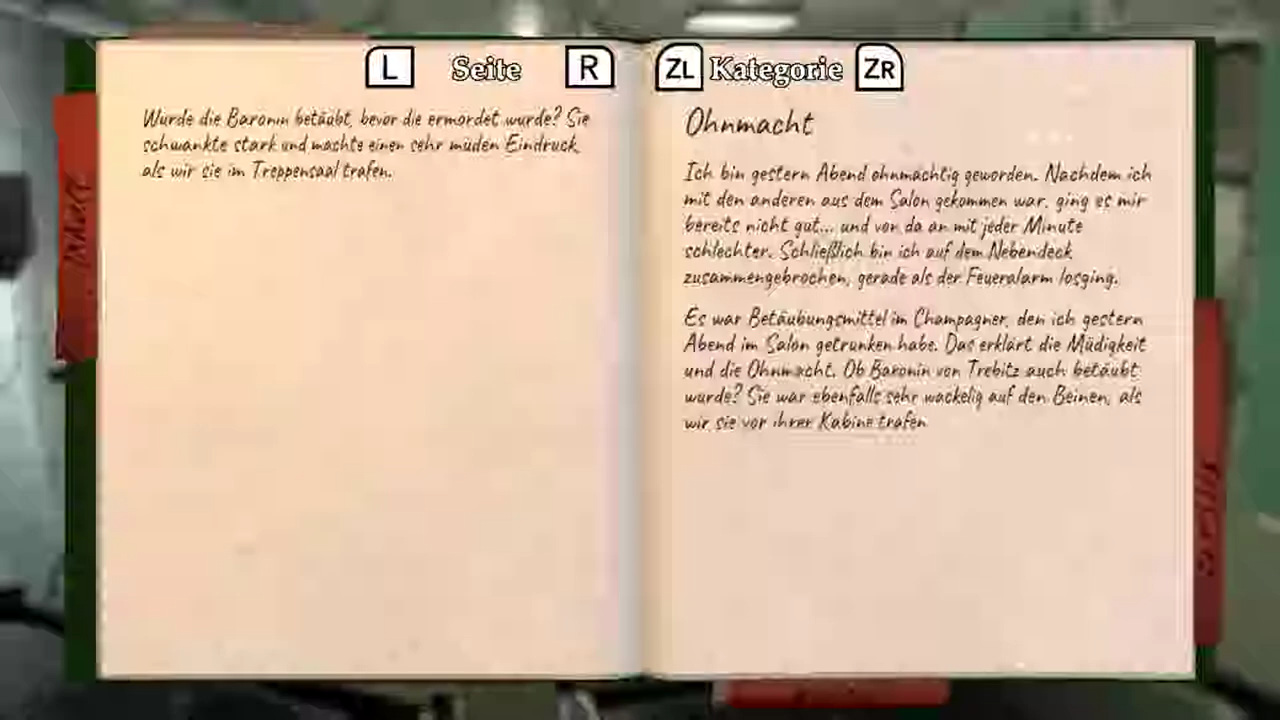 L Seite R
ZL Kategorie ZR
Wurde die Baronin betäubt, bevor die ermordet wurde? Sie
schwankte stark und machte einen sehr müden Eindruck,
als wir sie im Treppensaal trafen.
Ohnmacht
Ich bin gestern Abend ohnmächtig geworden. Nachdem ich
mit den anderen aus dem Salon gekommen war, ging es mir
bereits nicht gut... und von da an mit jeder Minute
schlechter. Schließlich bin ich auf dem Nebendeck
zusammengebrochen, gerade als der Feueralarm losging.
Es war Betäubungsmittel im Champagner, den ich gestern
Abend im Salon getrunken habe. Das erklärt die Müdigkeit
und die Ohnmacht. Ob Baronin von Trebitz auch betäubt
wurde? Sie war ebenfalls sehr wackelig auf den Beinen, als
wir sie vor ihrer Kabine trafen